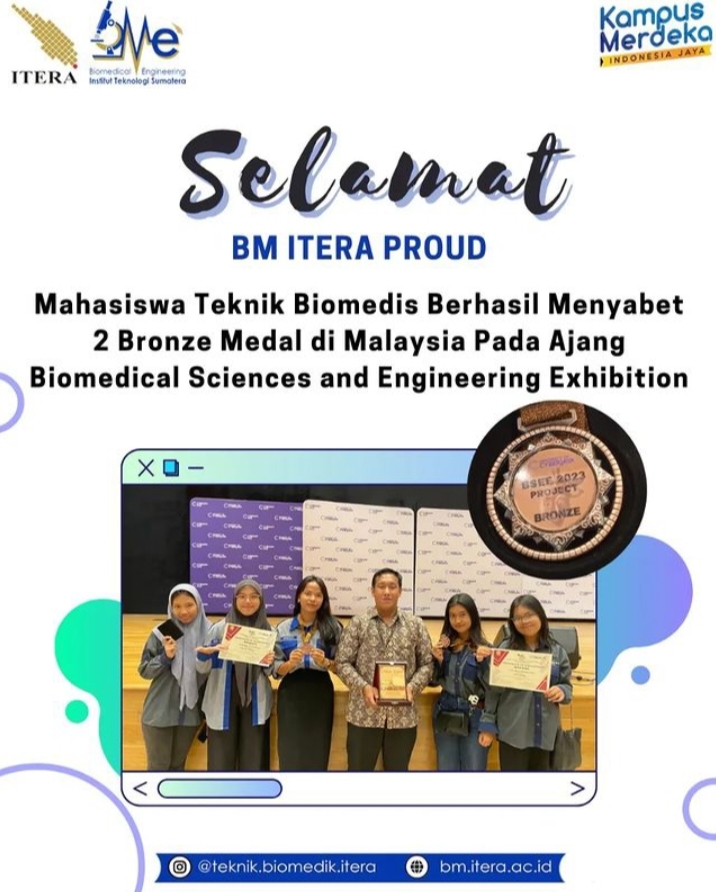 ITERA
BMe
Biomedical Engineering
Institut Teknologi Sumatera
Kampus
Merdeka
INDONESIA JAYA
Selamat
BM ITERA PROUD
Mahasiswa Teknik Biomedis Berhasil Menyabet
2 Bronze Medal di Malaysia Pada Ajang
Biomedical Sciences and Engineering Exhibition
BSEE 2023
PROJECT
BRONZE
@teknik.biomedik.itera
bm.itera.ac.id